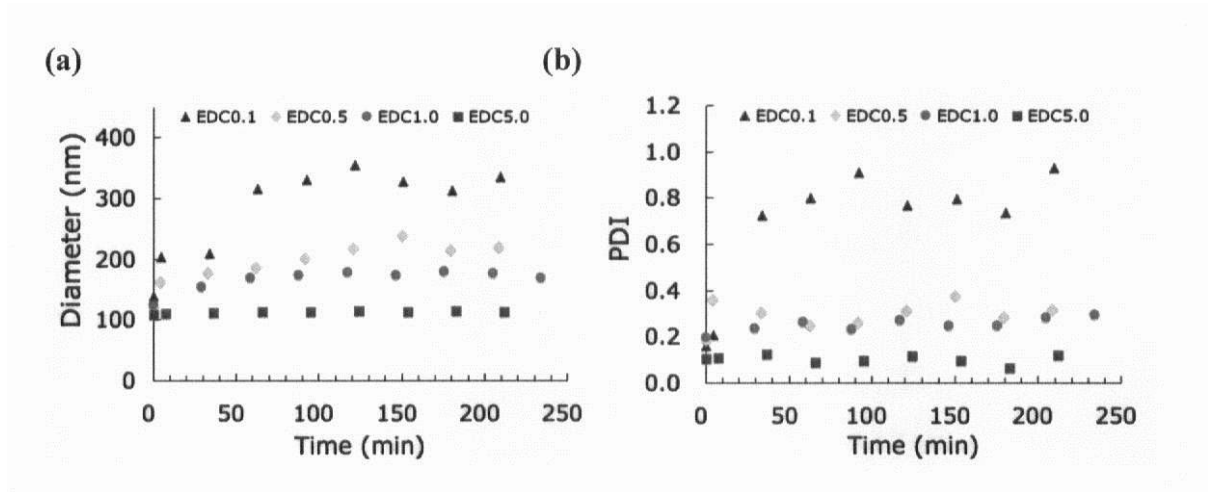 (a)
(b)
▲ EDC0.1 ◆ EDC0.5 ● EDC1.0 ■ EDC5.0
400
300
200
100
0
Diameter (nm)
0 50 100 150 200 250
Time (min)
▲ EDC0.1 ◆ EDC0.5 ● EDC1.0 ■ EDC5.0
1.2
1.0
0.8
0.6
0.4
0.2
0.0
PDI
0 50 100 150 200 250
Time (min)